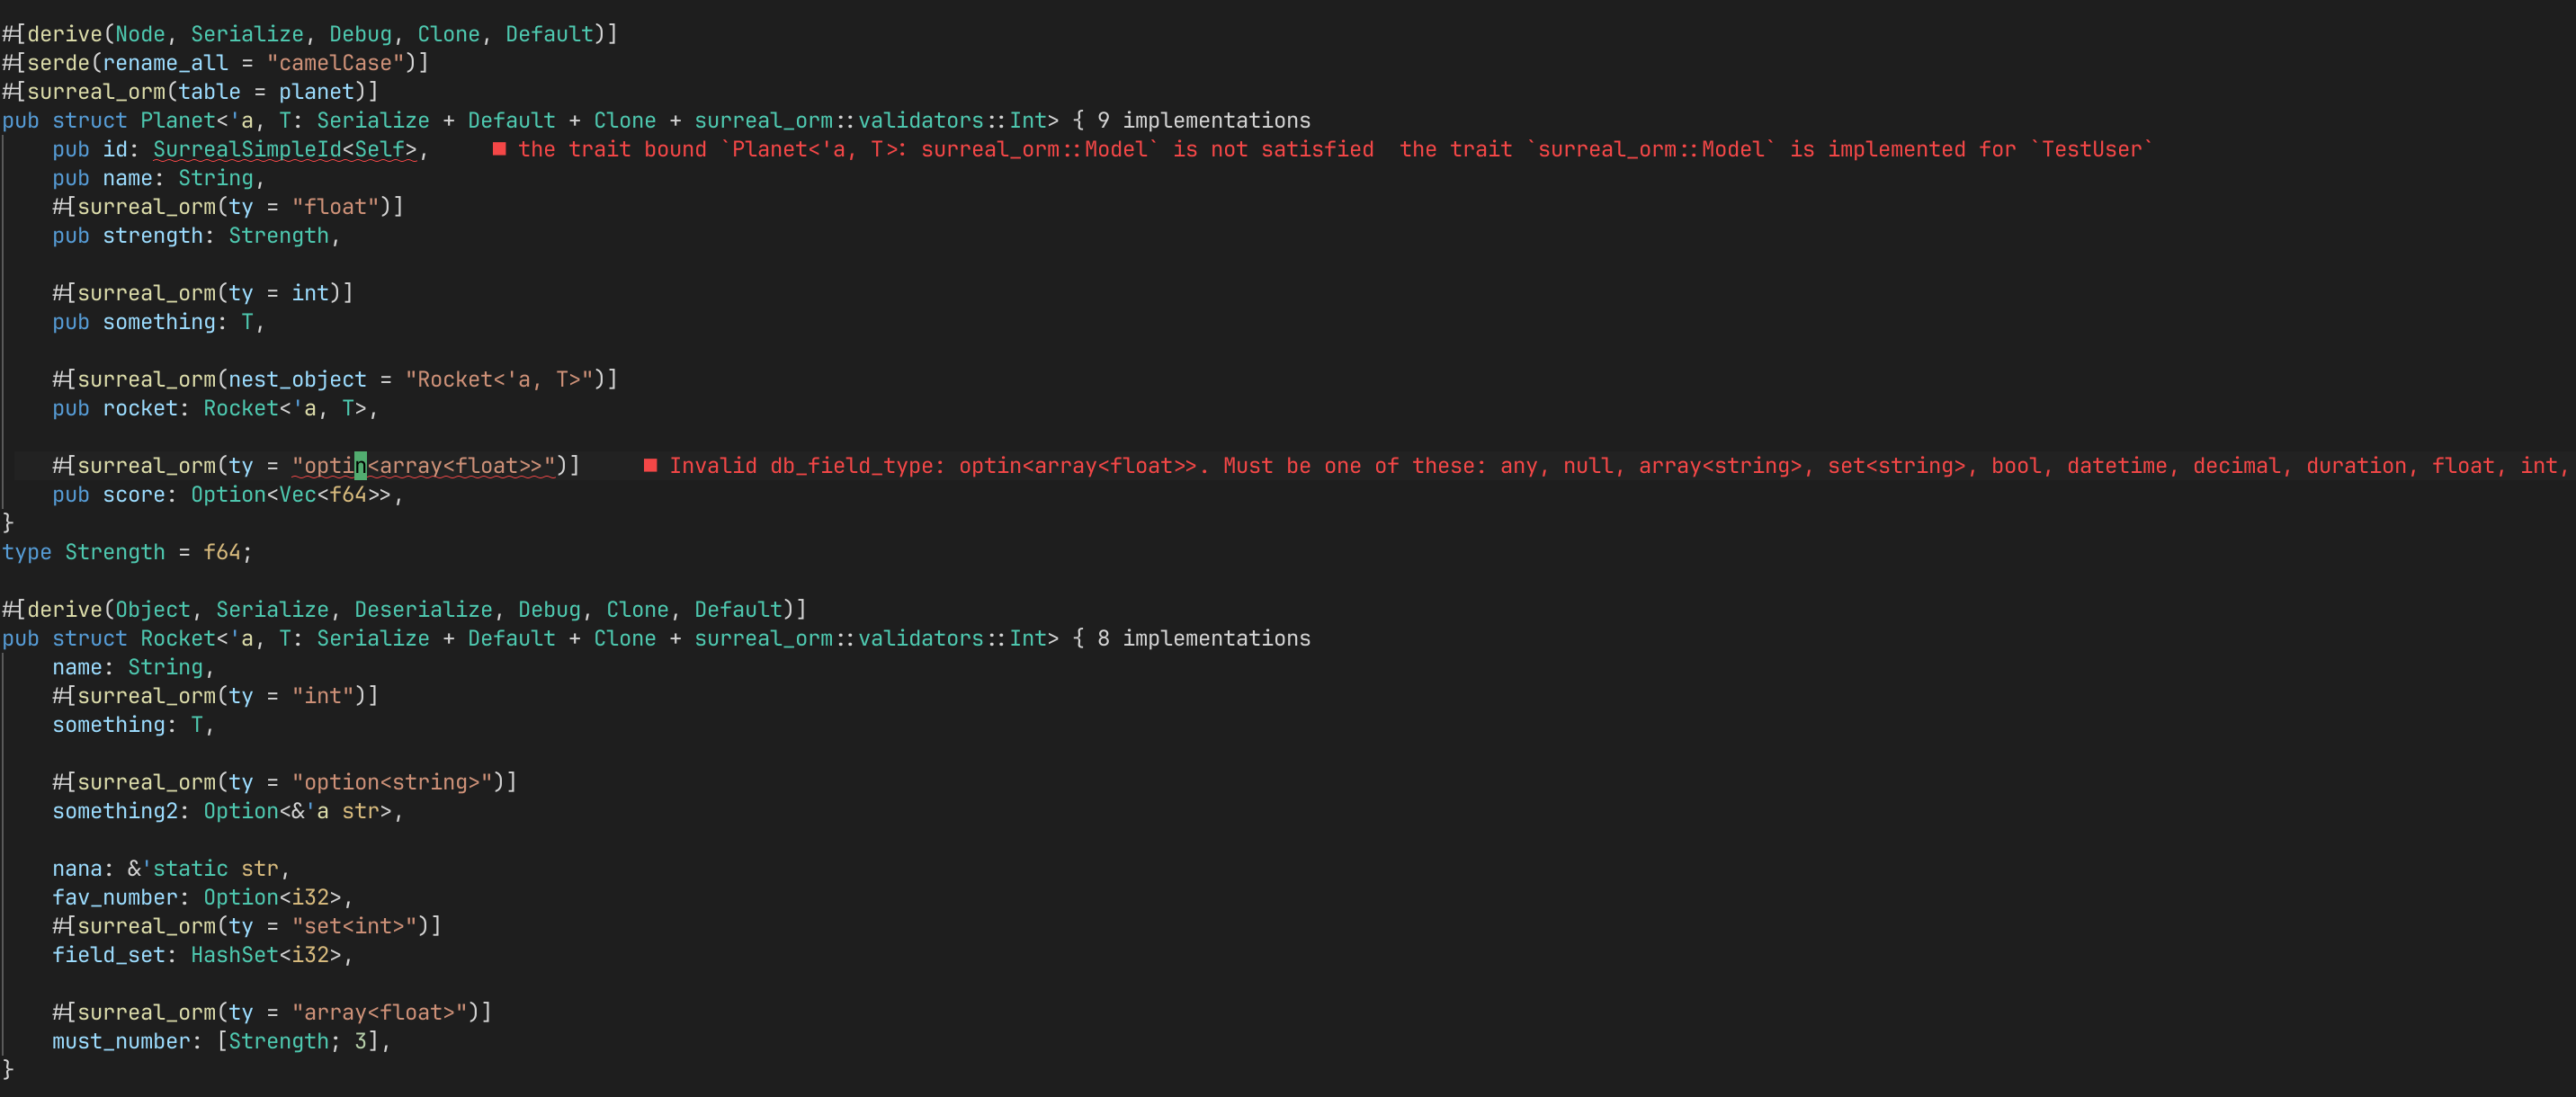 #[derive(Node, Serialize, Debug, Clone, Default)]
#[serde(rename_all = "camelCase")]
#[surreal_orm(table = planet)]
pub struct Planet<'a, T: Serialize + Default + Clone + surreal_orm::validators::Int> { 9 implementations
    pub id: SurrealSimpleId<Self>,     ■ the trait bound `Planet<'a, T>: surreal_orm::Model` is not satisfied  the trait `surreal_orm::Model` is implemented for `TestUser`
    pub name: String,
    #[surreal_orm(ty = "float")]
    pub strength: Strength,
    #[surreal_orm(ty = int)]
    pub something: T,
    #[surreal_orm(nest_object = "Rocket<'a, T>")]
    pub rocket: Rocket<'a, T>,
    #[surreal_orm(ty = "optin<array<float>>")]     ■ Invalid db_field_type: optin<array<float>>. Must be one of these: any, null, array<string>, set<string>, bool, datetime, decimal, duration, float, int,
    pub score: Option<Vec<f64>>,
}
type Strength = f64;
#[derive(Object, Serialize, Deserialize, Debug, Clone, Default)]
pub struct Rocket<'a, T: Serialize + Default + Clone + surreal_orm::validators::Int> { 8 implementations
    name: String,
    #[surreal_orm(ty = "int")]
    something: T,
    #[surreal_orm(ty = "option<string>")]
    something2: Option<&'a str>,
    nana: &'static str,
    fav_number: Option<i32>,
    #[surreal_orm(ty = "set<int>")]
    field_set: HashSet<i32>,
    #[surreal_orm(ty = "array<float>")]
    must_number: [Strength; 3],
}